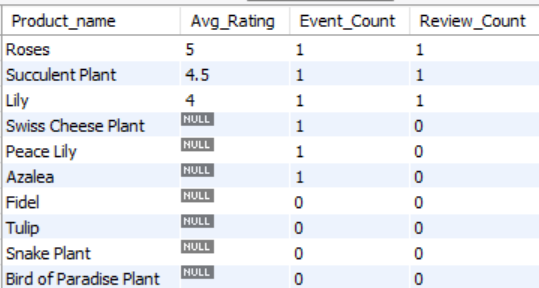 Product_name Avg_Rating Event_Count Review_Count
Roses 5 1 1
Succulent Plant 4.5 1 1
Lily 4 1 1
Swiss Cheese Plant NULL 1 0
Peace Lily NULL 1 0
Azalea NULL 1 0
Fidel NULL 0 0
Tulip NULL 0 0
Snake Plant NULL 0 0
Bird of Paradise Plant NULL 0 0